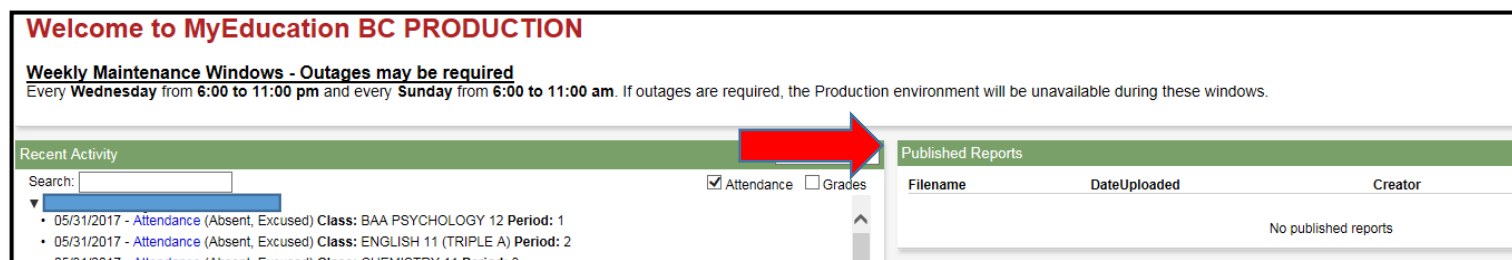 Welcome to MyEducation BC PRODUCTION
Weekly Maintenance Windows - Outages may be required
Every Wednesday from 6:00 to 11:00 pm and every Sunday from 6:00 to 11:00 am. If outages are required, the Production environment will be unavailable during these windows.
Recent Activity
Search:
Attendance Grades
• 05/31/2017 - Attendance (Absent, Excused) Class: BAA PSYCHOLOGY 12 Period: 1
• 05/31/2017 - Attendance (Absent, Excused) Class: ENGLISH 11 (TRIPLE A) Period: 2
Published Reports
Filename DateUploaded Creator
No published reports